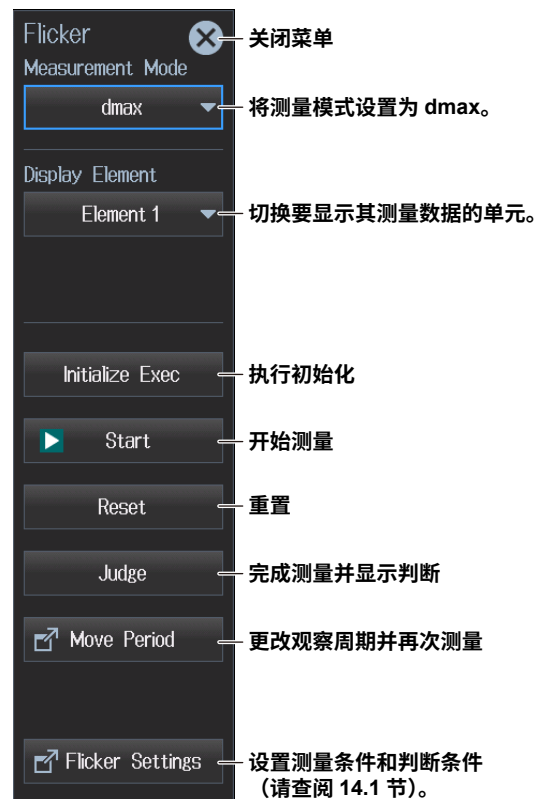 Flicker
关闭菜单
Measurement Mode
dmax
将测量模式设置为 dmax。
Display Element
Element 1
切换要显示其测量数据的单元。
Initialize Exec
执行初始化
Start
开始测量
Reset
重置
Judge
完成测量并显示判断
Move Period
更改观察周期并再次测量
Flicker Settings
设置测量条件和判断条件
（请查阅 14.1 节）。